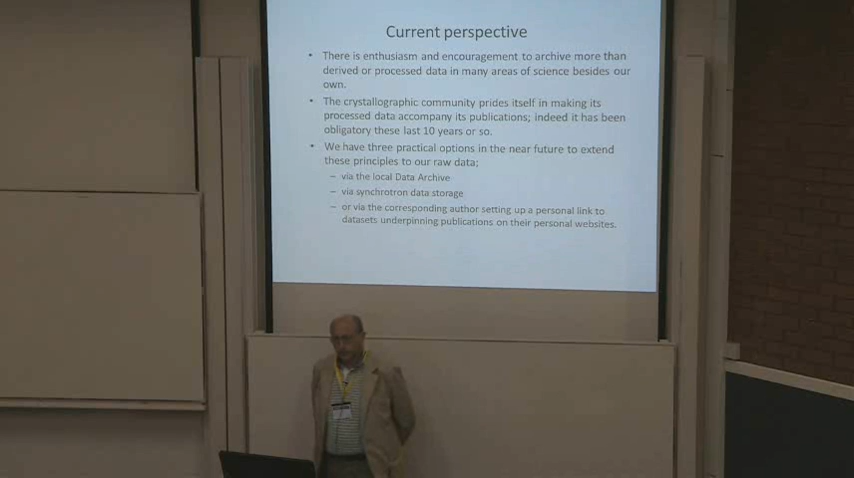 Current perspective
• There is enthusiasm and encouragement to archive more than
derived or processed data in many areas of science besides our
own.
• The crystallographic community prides itself in making its
processed data accompany its publications; indeed it has been
obligatory these last 10 years or so.
• We have three practical options in the near future to extend
these principles to our raw data;
– via the local Data Archive
– via synchrotron data storage
– or via the corresponding author setting up a personal link to
datasets underpinning publications on their personal websites.